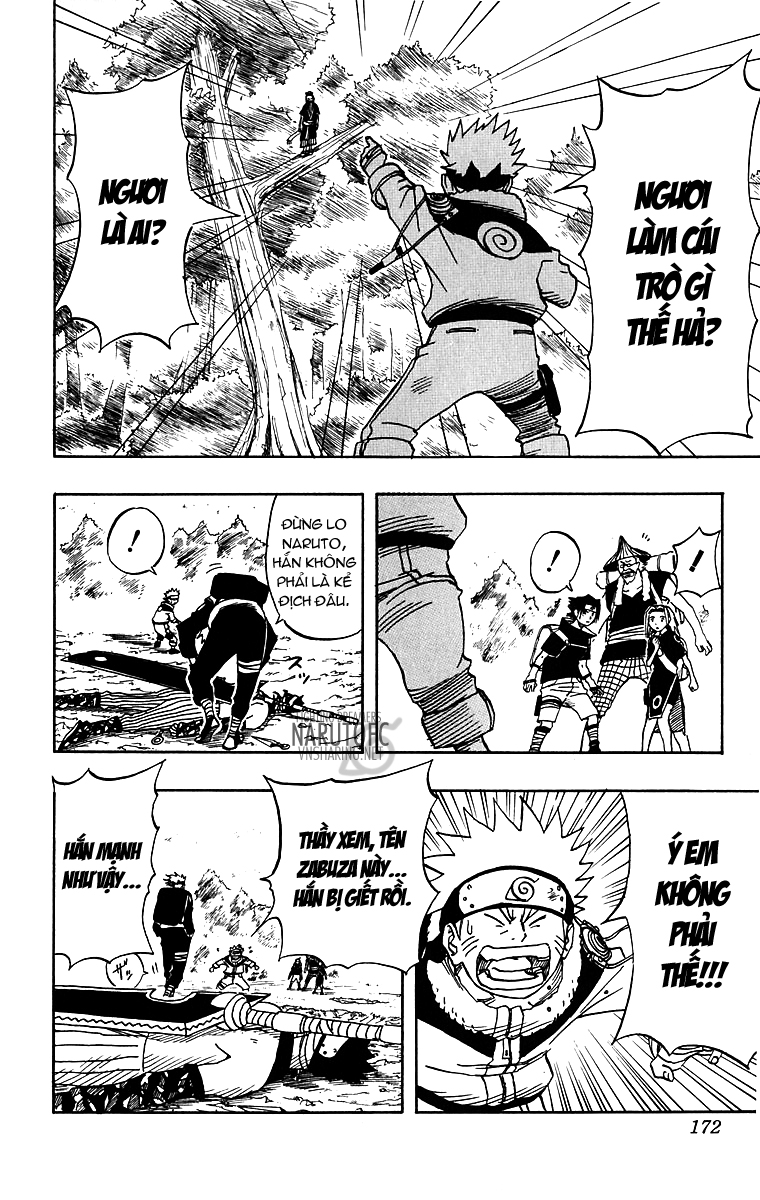 NGƯƠI
LÀM CÁI
TRÒ GÌ
THẾ HẢ?
NGƯƠI
LÀ AI?
!
!
ĐỪNG LO
NARUTO,
HẮN KHÔNG
PHẢI LÀ KẺ
ĐỊCH ĐÂU.
!
スッ
NARUTOFC
VNSHARING.NET
Ý EM
KHÔNG
PHẢI
THẾ!!!
THẦY XEM, TÊN
ZABUZA NÀY...
HẮN BỊ GIẾT RỒI.
HẮN MẠNH
NHƯ VẬY...
172